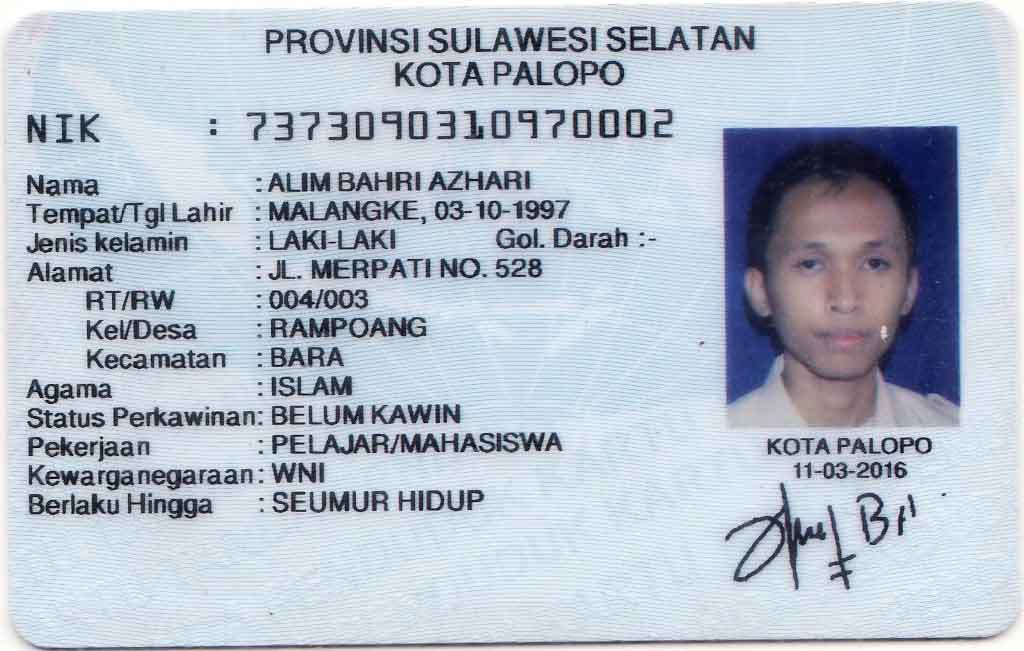 PROVINSI SULAWESI SELATAN
KOTA PALOPO
NIK : 7373090310970002
Nama : ALIM BAHRI AZHARI
Tempat/Tgl Lahir : MALANGKE, 03-10-1997
Jenis kelamin : LAKI-LAKI Gol. Darah :-
Alamat : JL. MERPATI NO. 528
RT/RW : 004/003
Kel/Desa : RAMPOANG
Kecamatan : BARA
Agama : ISLAM
Status Perkawinan: BELUM KAWIN
Pekerjaan : PELAJAR/MAHASISWA
Kewarganegaraan: WNI
Berlaku Hingga : SEUMUR HIDUP
KOTA PALOPO
11-03-2016